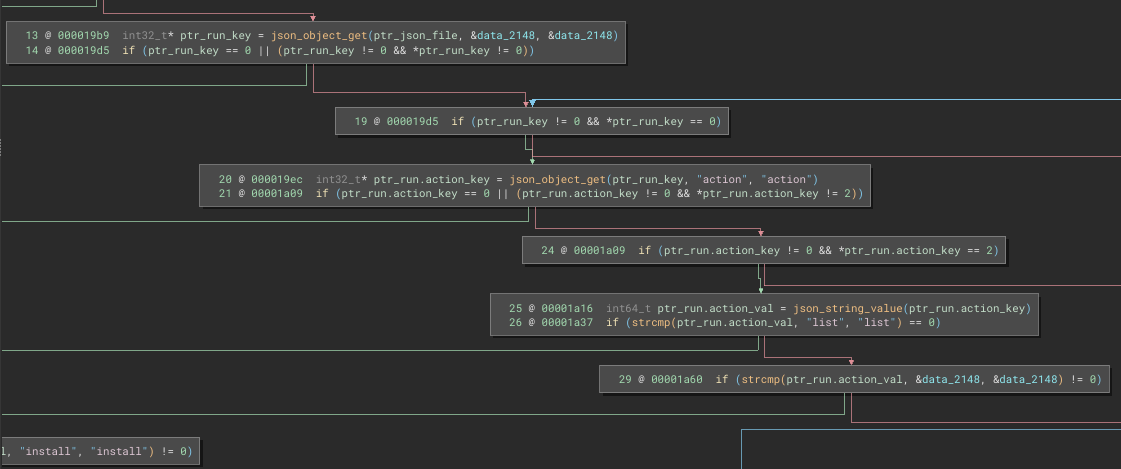 13 @ 000019b9  int32_t* ptr_run_key = json_object_get(ptr_json_file, &data_2148, &data_2148)
14 @ 000019d5  if (ptr_run_key == 0 || (ptr_run_key != 0 && *ptr_run_key != 0))
19 @ 000019d5  if (ptr_run_key != 0 && *ptr_run_key == 0)
20 @ 000019ec  int32_t* ptr_run.action_key = json_object_get(ptr_run_key, "action", "action")
21 @ 00001a09  if (ptr_run.action_key == 0 || (ptr_run.action_key != 0 && *ptr_run.action_key != 2))
24 @ 00001a09  if (ptr_run.action_key != 0 && *ptr_run.action_key == 2)
25 @ 00001a16  int64_t ptr_run.action_val = json_string_value(ptr_run.action_key)
26 @ 00001a37  if (strcmp(ptr_run.action_val, "list", "list") == 0)
29 @ 00001a60  if (strcmp(ptr_run.action_val, &data_2148, &data_2148) != 0)
l, "install", "install") != 0)